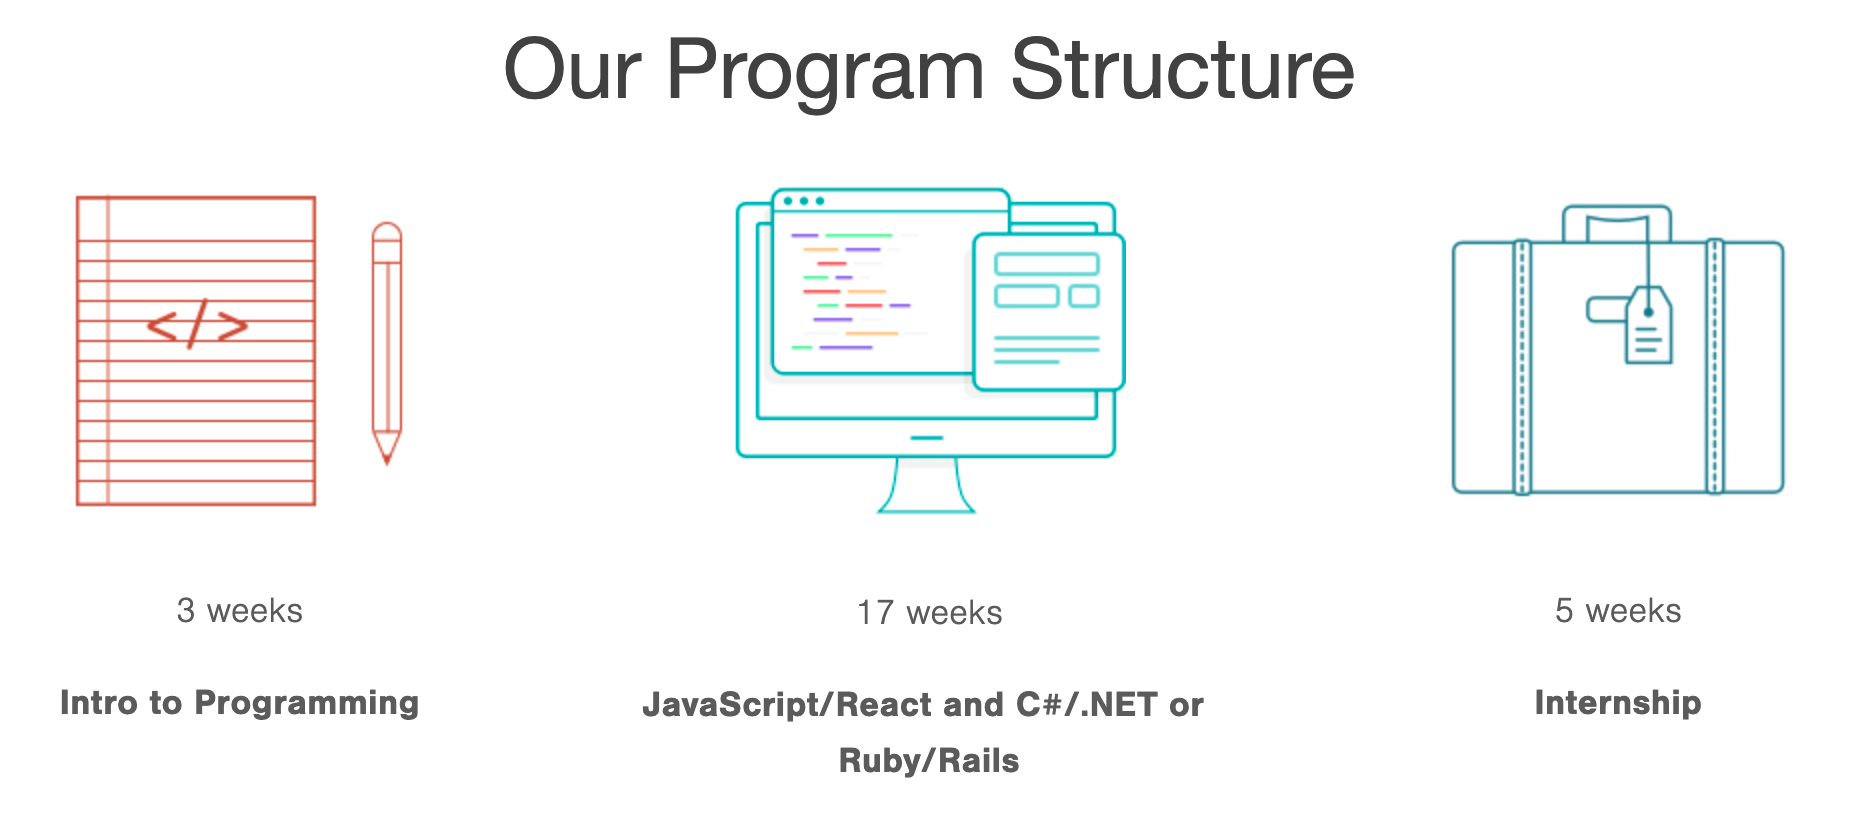 Our Program Structure
</>
3 weeks
Intro to Programming
17 weeks
JavaScript/React and C#/.NET or
Ruby/Rails
5 weeks
Internship